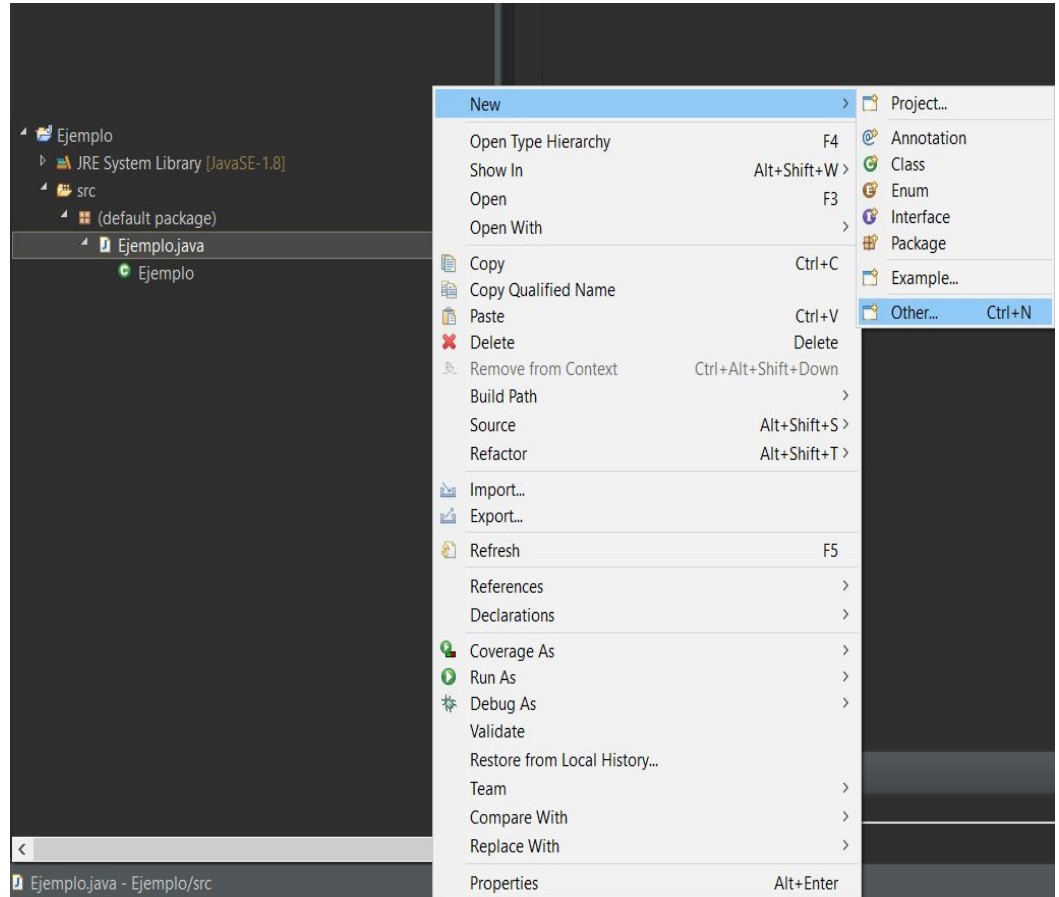 Ejemplo
JRE System Library [JavaSE-1.8]
src
(default package)
Ejemplo.java
Ejemplo
New
Open Type Hierarchy F4
Show In Alt+Shift+W
Open F3
Open With
Copy Ctrl+C
Copy Qualified Name
Paste Ctrl+V
Delete Delete
Remove from Context Ctrl+Alt+Shift+Down
Build Path
Source Alt+Shift+S
Refactor Alt+Shift+T
Import...
Export...
Refresh F5
References
Declarations
Coverage As
Run As
Debug As
Validate
Restore from Local History...
Team
Compare With
Replace With
Properties Alt+Enter
Project...
Annotation
Class
Enum
Interface
Package
Example...
Other... Ctrl+N
Ejemplo.java - Ejemplo/src